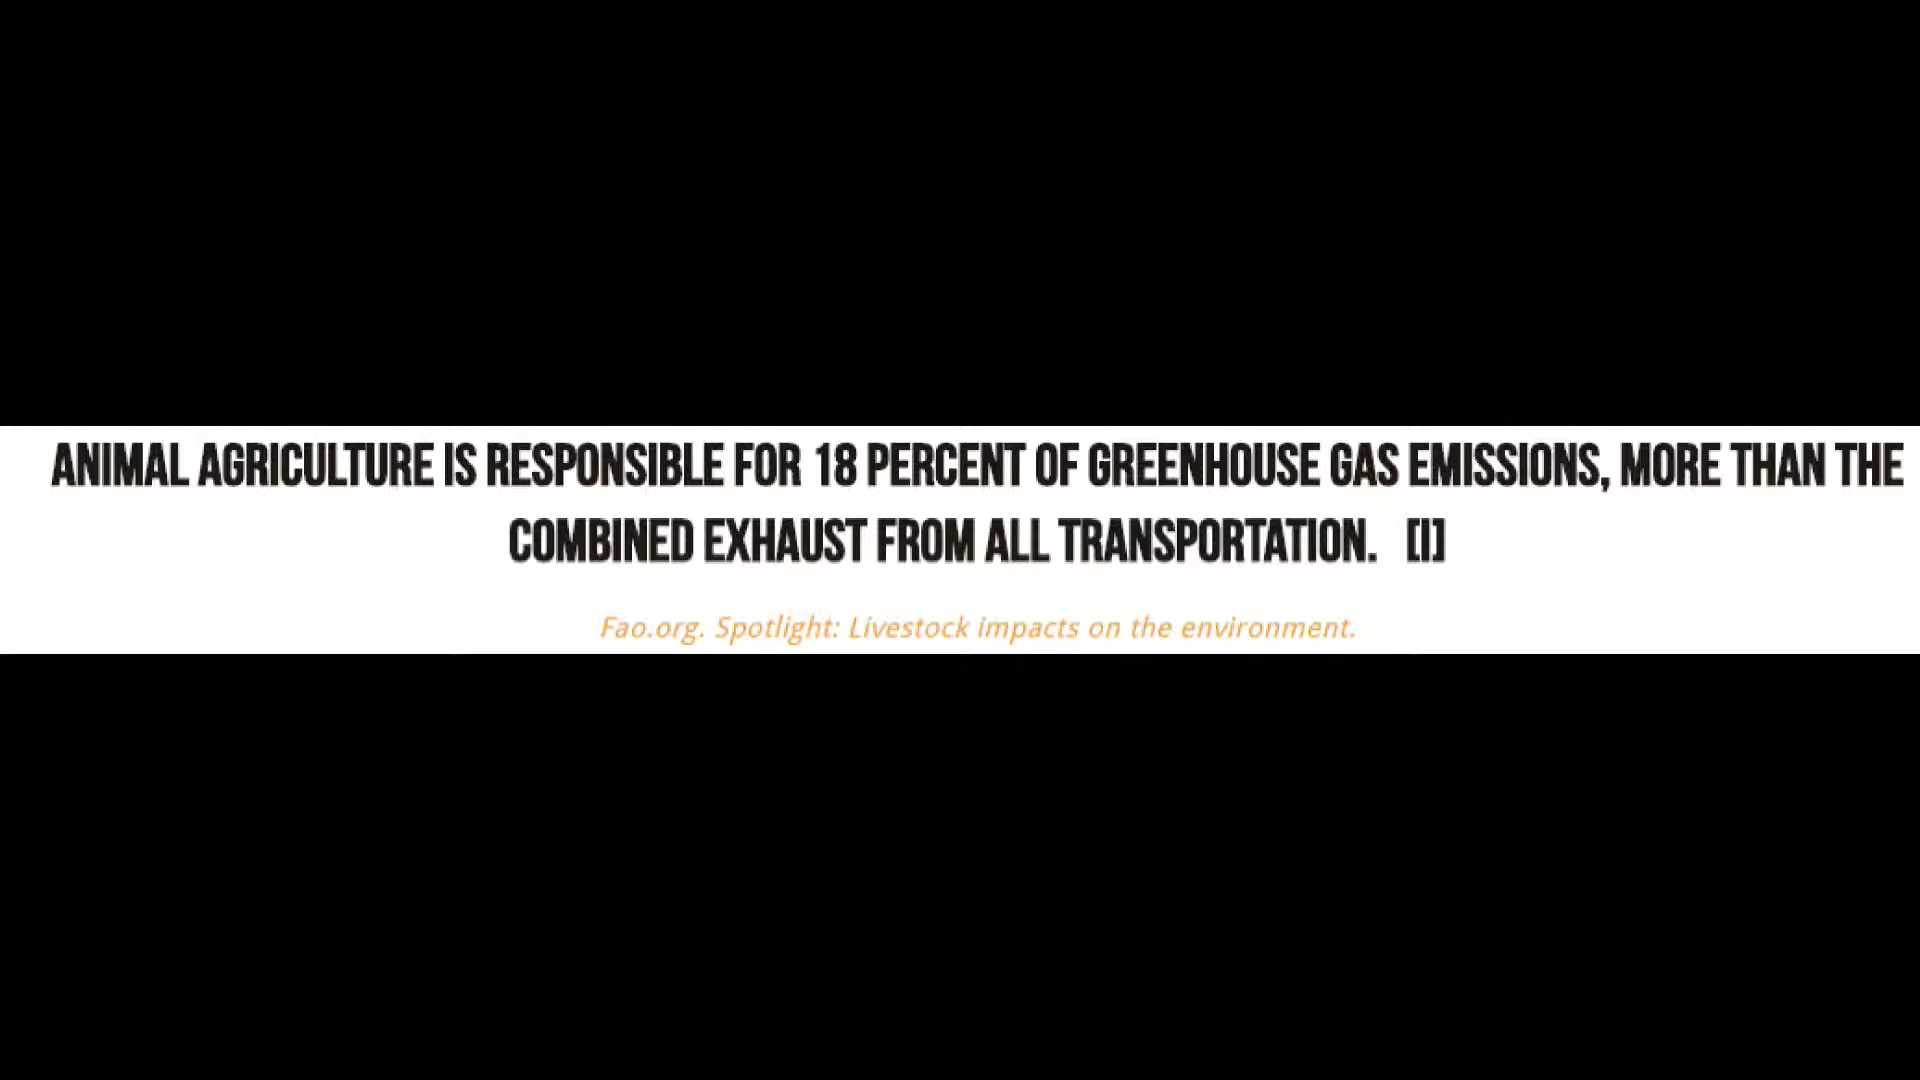 ANIMAL AGRICULTURE IS RESPONSIBLE FOR 18 PERCENT OF GREENHOUSE GAS EMISSIONS, MORE THAN THE
COMBINED EXHAUST FROM ALL TRANSPORTATION. [I]
Fao.org. Spotlight: Livestock impacts on the environment.